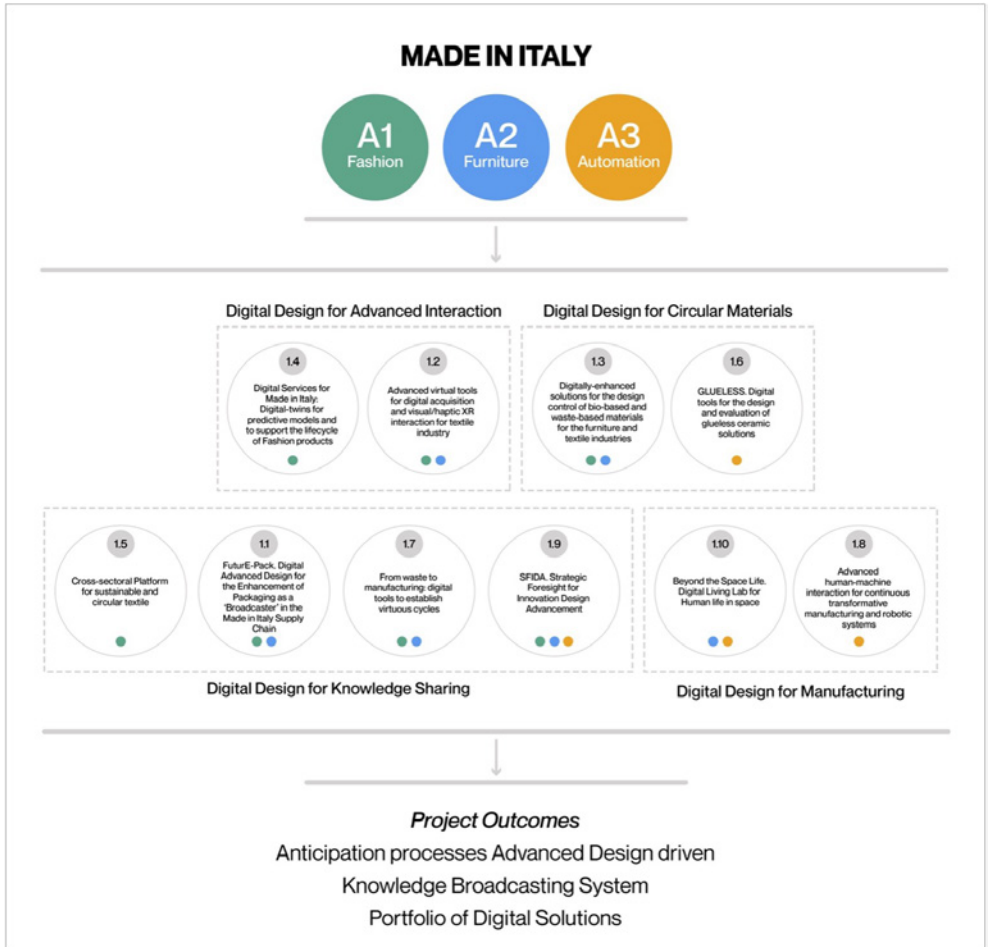 MADE IN ITALY
A1
Fashion
A2
Furniture
A3
Automation
Digital Design for Advanced Interaction
1.4
Digital Services for
Made in Italy:
Digital-twins for
predictive models and
to support the lifecycle
of Fashion products
1.2
Advanced virtual tools
for digital acquisition
and visual/haptic XR
interaction for textile
industry
Digital Design for Circular Materials
1.3
Digitally-enhanced
solutions for the design
control of bio-based and
waste-based materials
for the furniture and
textile industries
1.6
GLUELESS. Digital
tools for the design
and evaluation of
glueless ceramic
solutions
1.5
Cross-sectoral Platform
for sustainable and
circular textile
1.1
FuturE-Pack. Digital
Advanced Design for
the Enhancement of
Packaging as a
'Broadcaster' in the
Made in Italy Supply
Chain
1.7
From waste to
manufacturing: digital
tools to establish
virtuous cycles
1.9
SFIDA. Strategic
Foresight for
Innovation Design
Advancement
Digital Design for Knowledge Sharing
1.10
Beyond the Space Life.
Digital Living Lab for
Human life in space
1.8
Advanced
human-machine
interaction for continuous
transformative
manufacturing and robotic
systems
Digital Design for Manufacturing
Project Outcomes
Anticipation processes Advanced Design driven
Knowledge Broadcasting System
Portfolio of Digital Solutions